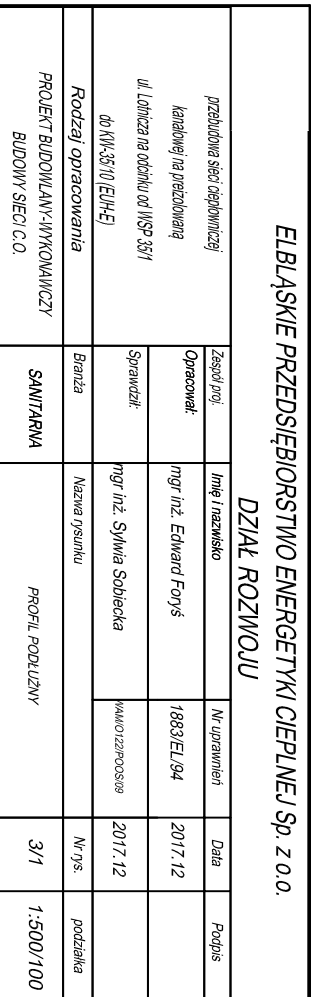 ELBLĄSKIE PRZEDSIĘBIORSTWO ENERGETYKI CIEPLNEJ Sp. z o.o.
DZIAŁ ROZWOJU
przebudowa sieci ciepłowniczej
kanałowej na preizolowaną
ul. Lotnicza na odcinku od WSP 35/1
do KW-35/10 (EUH-E)
Zespół proj. Imię i nazwisko Nr uprawnień Data Podpis
Opracował: mgr inż. Edward Foryś 1883/EL/94 2017.12
Sprawdził: mgr inż. Sylwia Sobiecka WAM/O122/POOS/09 2017.12
Rodzaj opracowania Branża Nazwa rysunku Nr rys. podziałka
PROJEKT BUDOWLANY-WYKONAWCZY
BUDOWY SIECI C.O.
SANITARNA PROFIL PODŁUŻNY 3/1 1:500/100